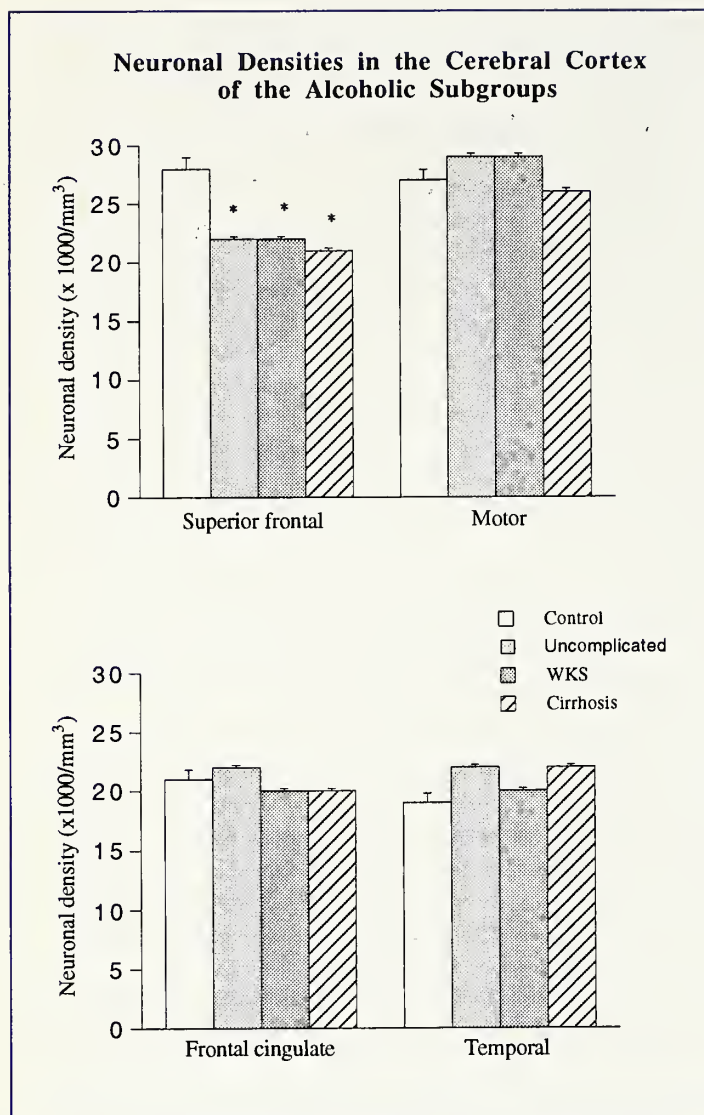 Neuronal Densities in the Cerebral Cortex
of the Alcoholic Subgroups
Neuronal density (x 1000/mm³)
30
25
20
15
10
5
0
* * *
Superior frontal Motor
Control
Uncomplicated
WKS
Cirrhosis
Neuronal density (x1000/mm³)
30
25
20
15
10
5
0
Frontal cingulate Temporal